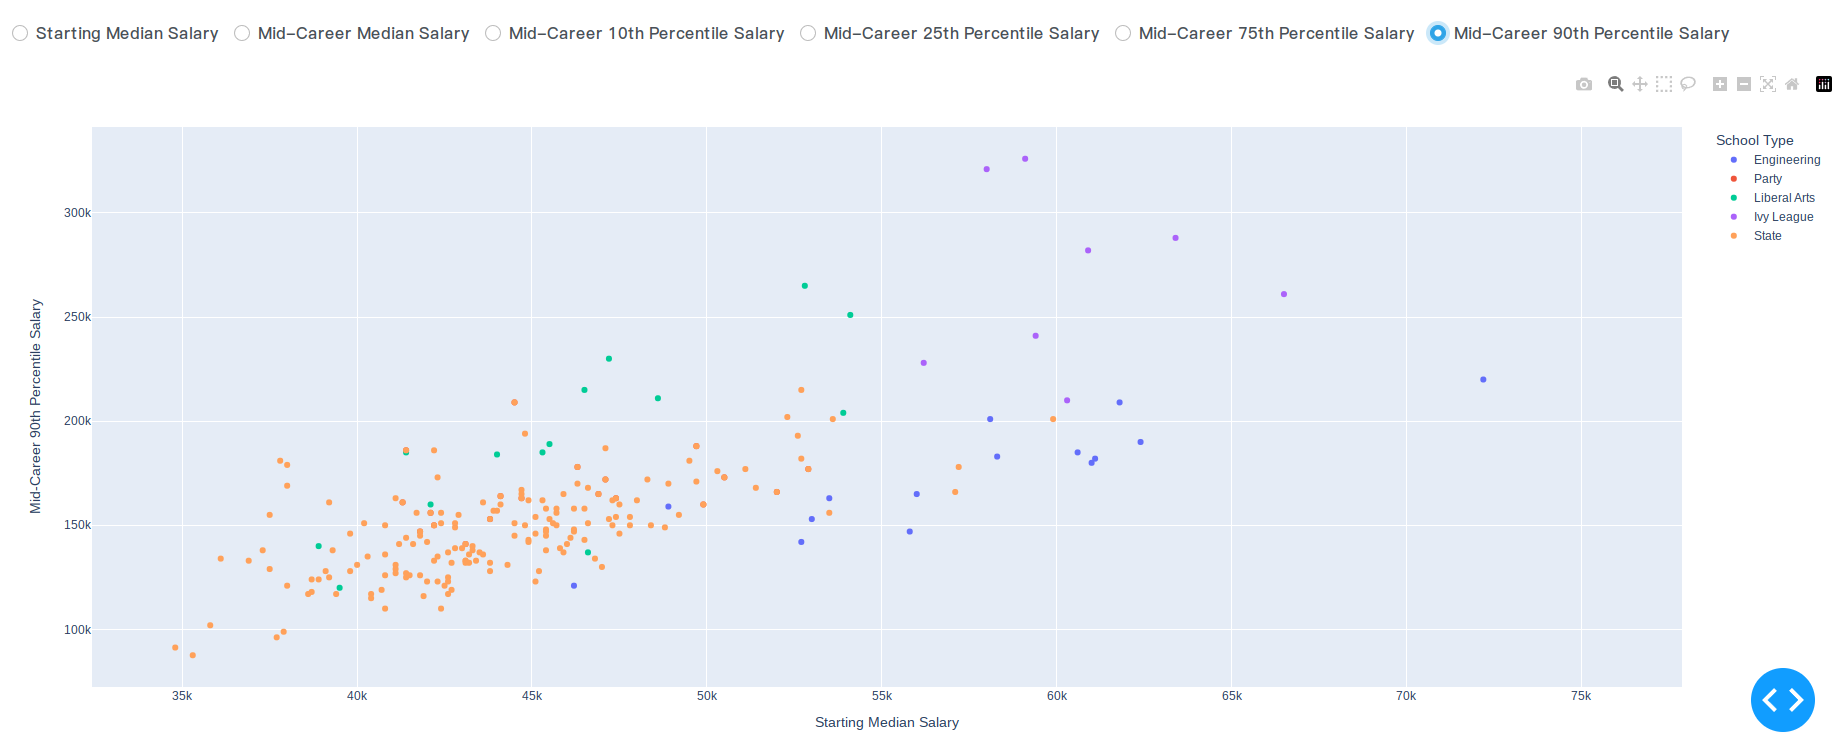 Starting Median Salary Mid-Career Median Salary Mid-Career 10th Percentile Salary Mid-Career 25th Percentile Salary Mid-Career 75th Percentile Salary Mid-Career 90th Percentile Salary
School Type
Engineering
Party
Liberal Arts
Ivy League
State
Mid-Career 90th Percentile Salary
300k
250k
200k
150k
100k
35k 40k 45k 50k 55k 60k 65k 70k 75k
Starting Median Salary